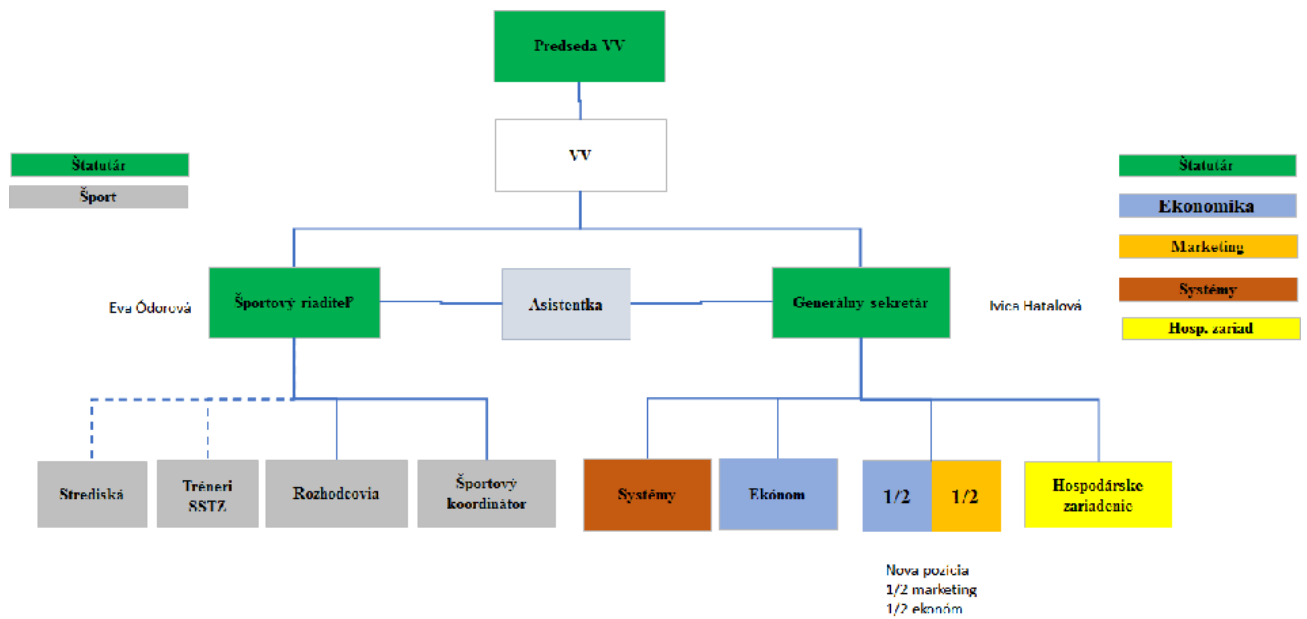 Predseda VV
VV
Štatutár
Šport
Štatutár
Ekonomika
Marketing
Systémy
Hosp. zariad
Eva Ódorová
Športový riaditeľ
Asistentka
Generálny sekretár
Ivica Hatalová
Strediská
Tréneri
SSTZ
Rozhodcovia
Športový
koordinátor
Systémy
Ekónom
1/2
1/2
Hospodárske
zariadenie
Nova pozícia
1/2 marketing
1/2 ekonóm